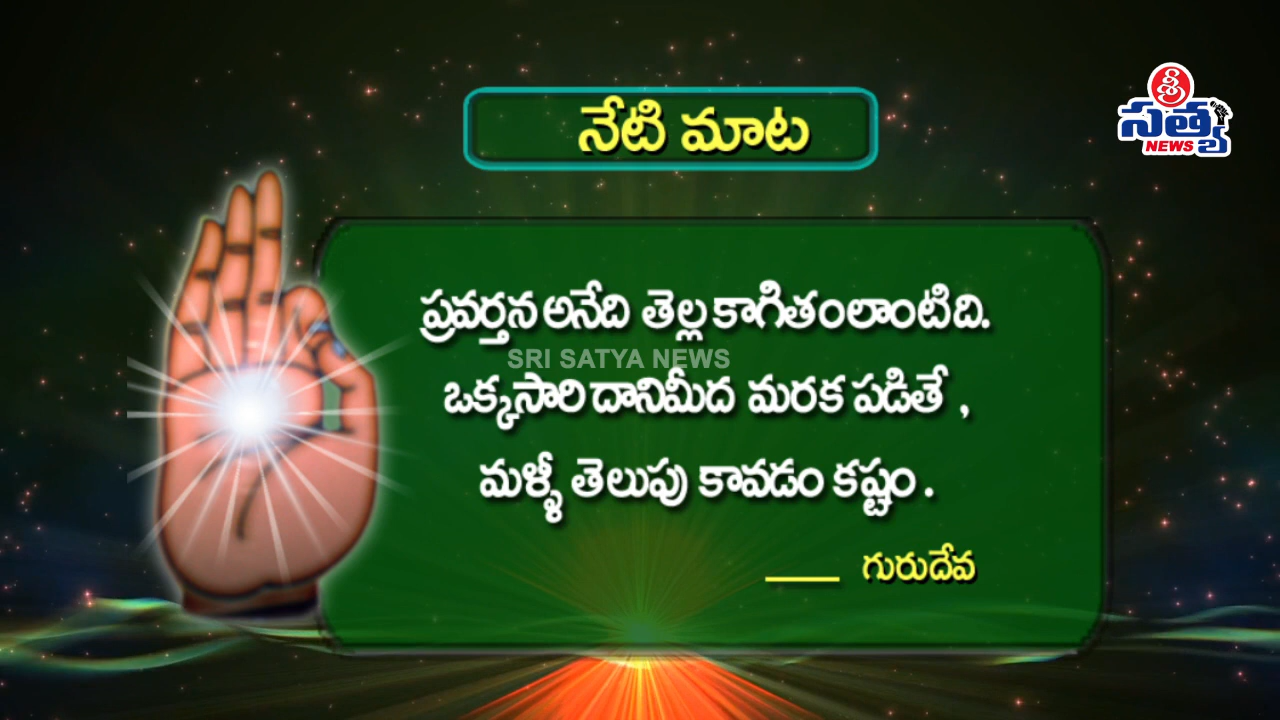 నేటి మాట
శ్రీ
సత్య
NEWS
ప్రవర్తన అనేది తెల్ల కాగితంలాంటిది.
SRI SATYA NEWS
ఒక్కసారి దానిమీద మరక పడితే ,
మళ్ళీ తెలుపు కావడం కష్టం .
___ గురుదేవ